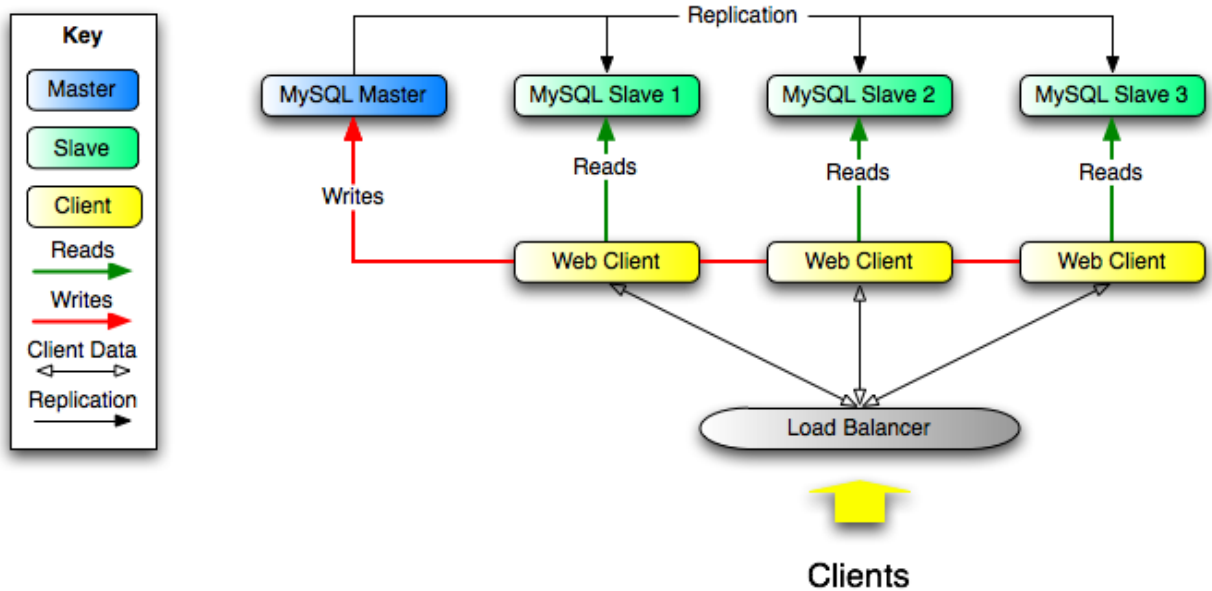 Key
Master
Slave
Client
Reads
Writes
Client Data
Replication
Replication
MySQL Master
MySQL Slave 1
MySQL Slave 2
MySQL Slave 3
Writes
Reads
Reads
Reads
Web Client
Web Client
Web Client
Load Balancer
Clients